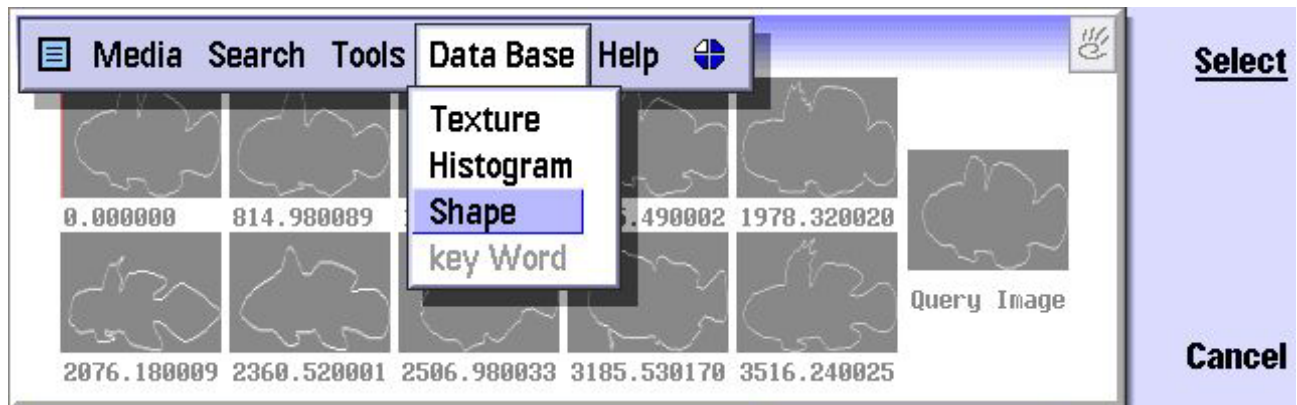 Media Search Tools Data Base Help
Select
Texture
Histogram
Shape
key Word
0.000000 814.980089 .490002 1978.320020
Query Image
2076.180009 2360.520001 2506.980033 3185.530170 3516.240025
Cancel